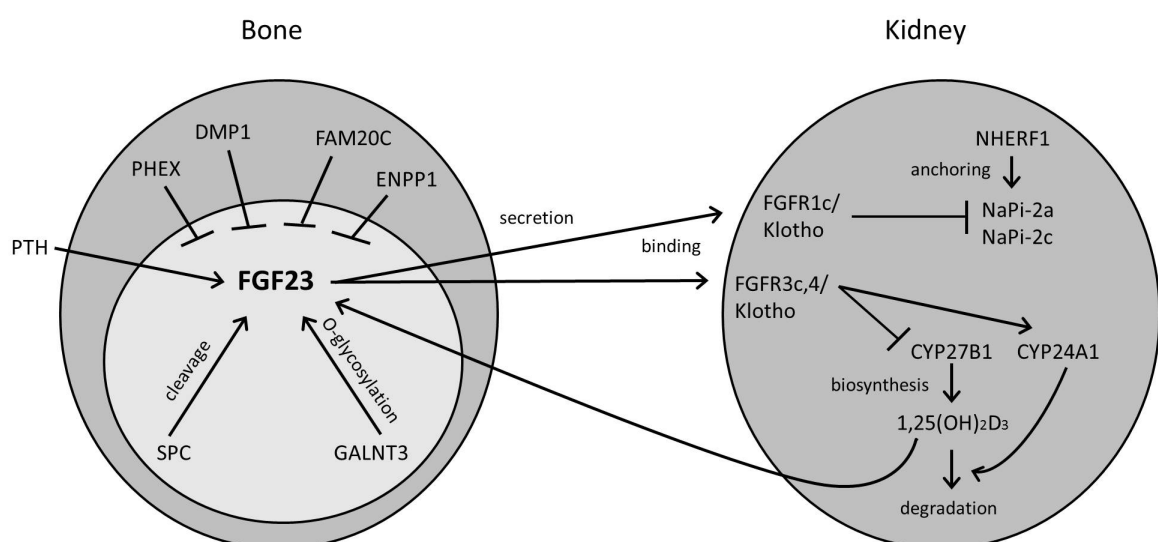 Bone
Kidney
DMP1
FAM20C
PHEX
ENPP1
PTH
FGF23
cleavage
O-glycosylation
SPC
GALNT3
secretion
binding
NHERF1
anchoring
FGFR1c/
Klotho
NaPi-2a
NaPi-2c
FGFR3c,4/
Klotho
CYP27B1
CYP24A1
biosynthesis
1,25(OH)₂D₃
degradation